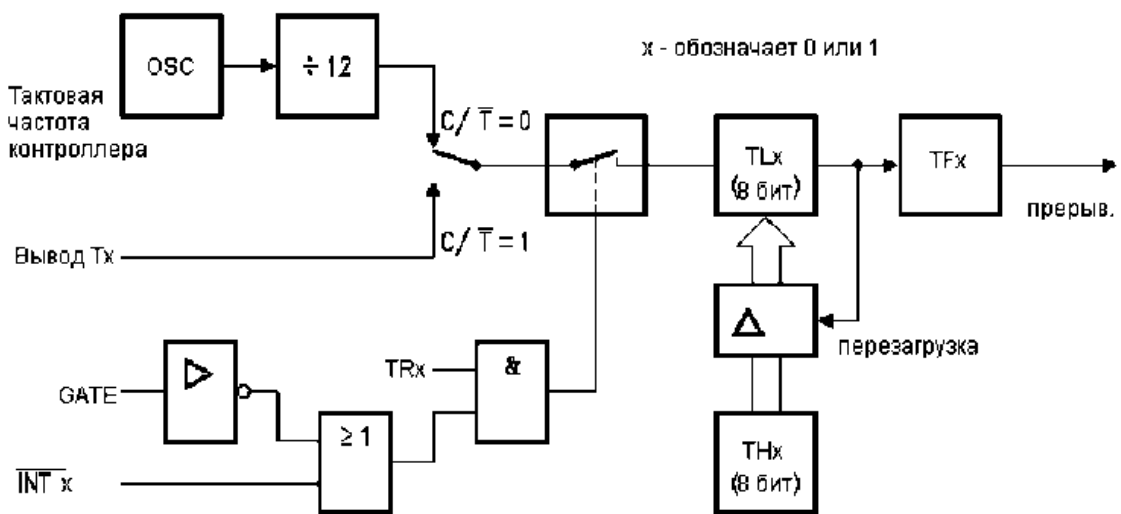 OSC
÷ 12
x - обозначает 0 или 1
Тактовая
частота
контроллера
C/T̅ = 0
TLx
(8 бит)
TFx
прерыв.
Вывод Tx
C/T̅ = 1
Δ
перезагрузка
GATE
▷
TRx
&
≥ 1
I̅N̅T̅ x
THx
(8 бит)